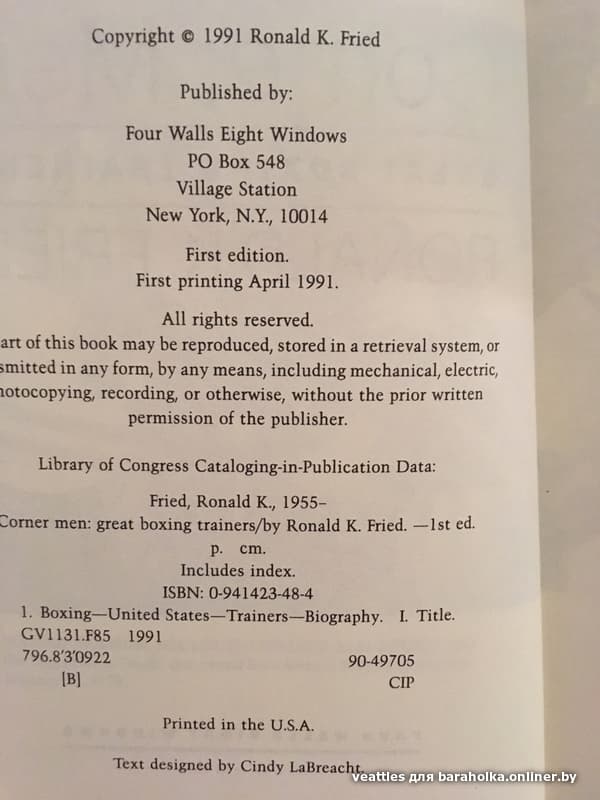 Copyright © 1991 Ronald K. Fried
Published by:
Four Walls Eight Windows
PO Box 548
Village Station
New York, N.Y., 10014
First edition.
First printing April 1991.
All rights reserved.
art of this book may be reproduced, stored in a retrieval system, or
smitted in any form, by any means, including mechanical, electric,
hotocopying, recording, or otherwise, without the prior written
permission of the publisher.
Library of Congress Cataloging-in-Publication Data:
Fried, Ronald K., 1955–
Corner men: great boxing trainers/by Ronald K. Fried. —1st ed.
p. cm.
Includes index.
ISBN: 0-941423-48-4
1. Boxing—United States—Trainers—Biography. I. Title.
GV1131.F85 1991
796.8′3′0922 90-49705
[B] CIP
Printed in the U.S.A.
Text designed by Cindy LaBreacht.
veattles для baraholka.onliner.by